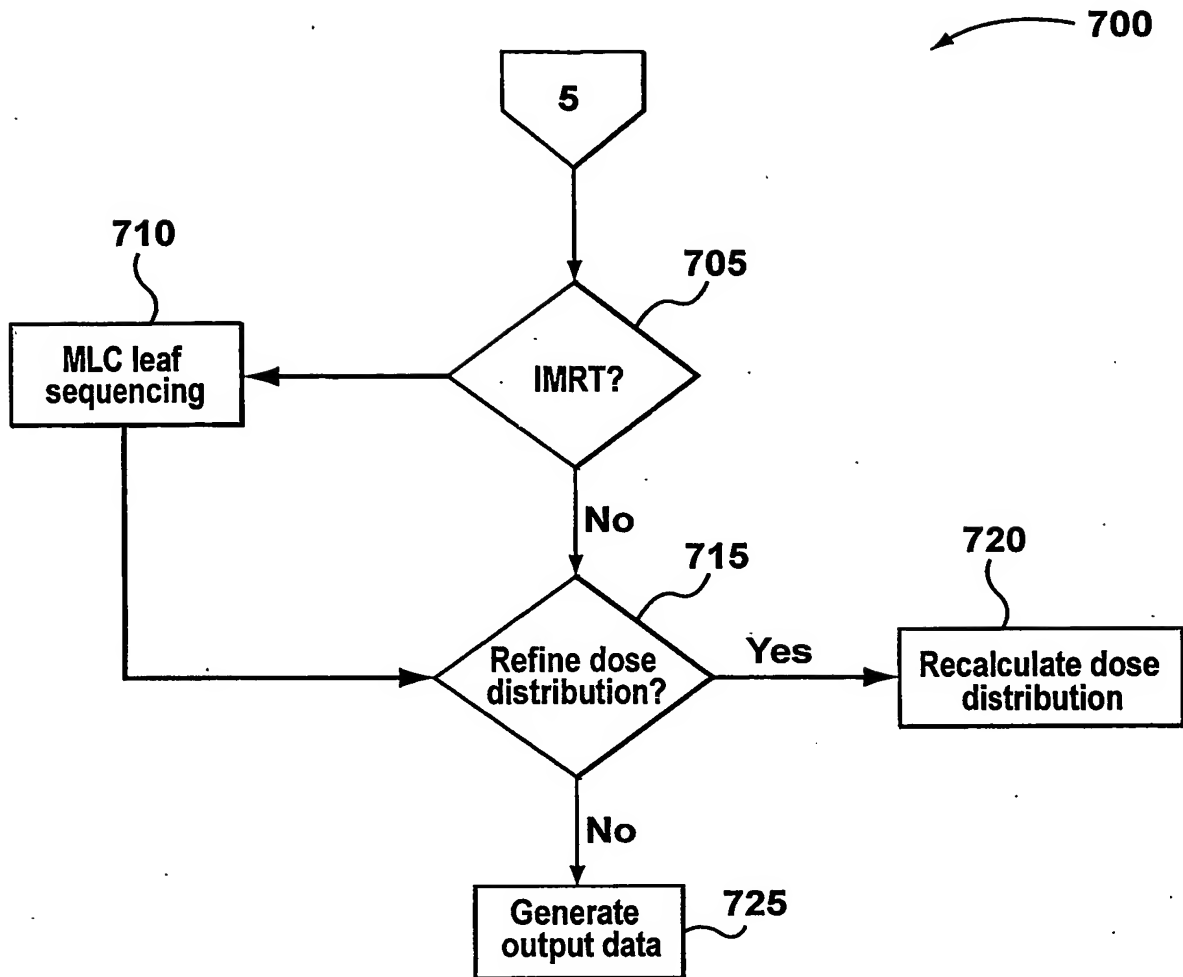 700
5
710
705
MLC leaf
sequencing
IMRT?
No
715
720
Refine dose
distribution?
Yes
Recalculate dose
distribution
No
Generate
output data
725